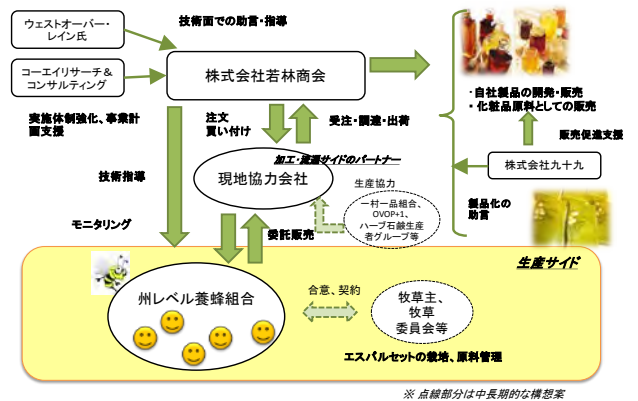 ウェストオーバー・
レイン氏
技術面での助言・指導
コーエイリサーチ＆
コンサルティング
株式会社若林商会
・自社製品の開発・販売
・化粧品原料としての販売
実施体制強化、事業計
画支援
注文
買い付け
受注・調達・出荷
販売促進支援
加工・流通サイドのパートナー
株式会社九十九
技術指導
現地協力会社
生産協力
一村一品組合、
OVOP+1、
ハーブ石鹸生産
者グループ等
製品化の
助言
モニタリング
委託販売
生産サイド
州レベル養蜂組合
合意、契約
牧草主、
牧草
委員会等
エスパルセットの栽培、原料管理
※ 点線部分は中長期的な構想案